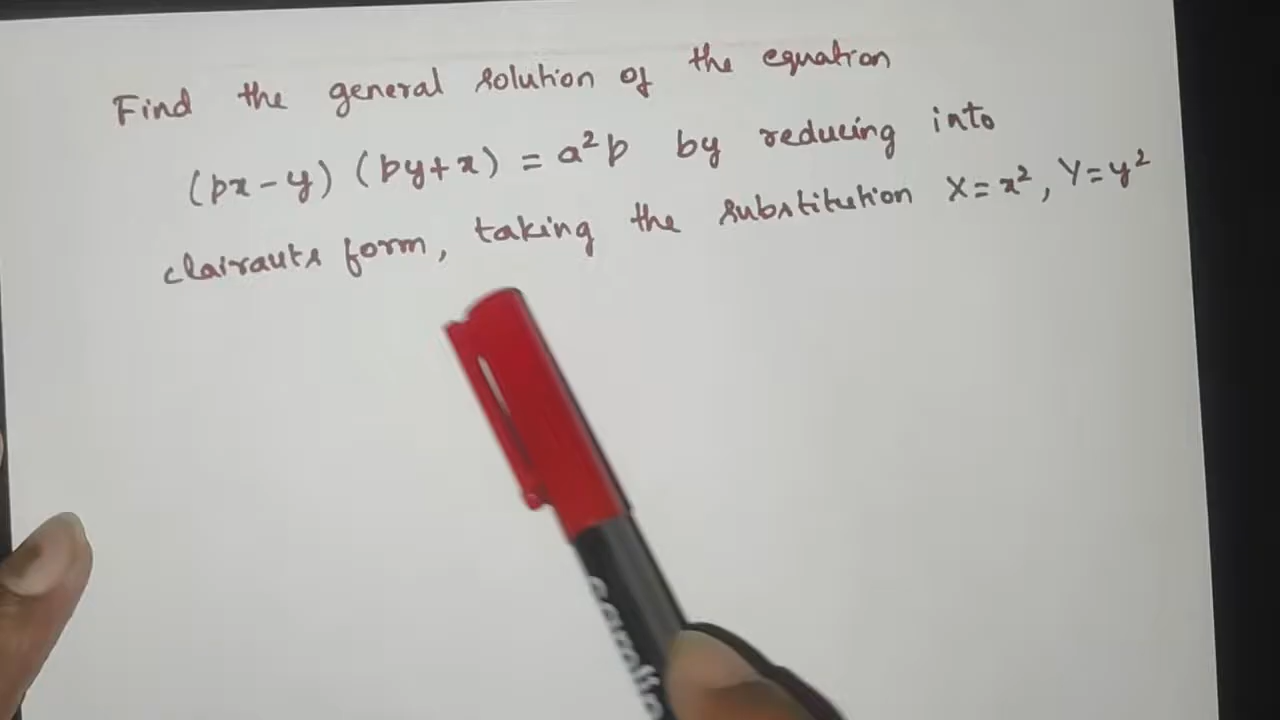 Find the general solution of the equation
(px-y) (py+x) = a²p by reducing into
clairauts form, taking the substitution X=x², Y=y²